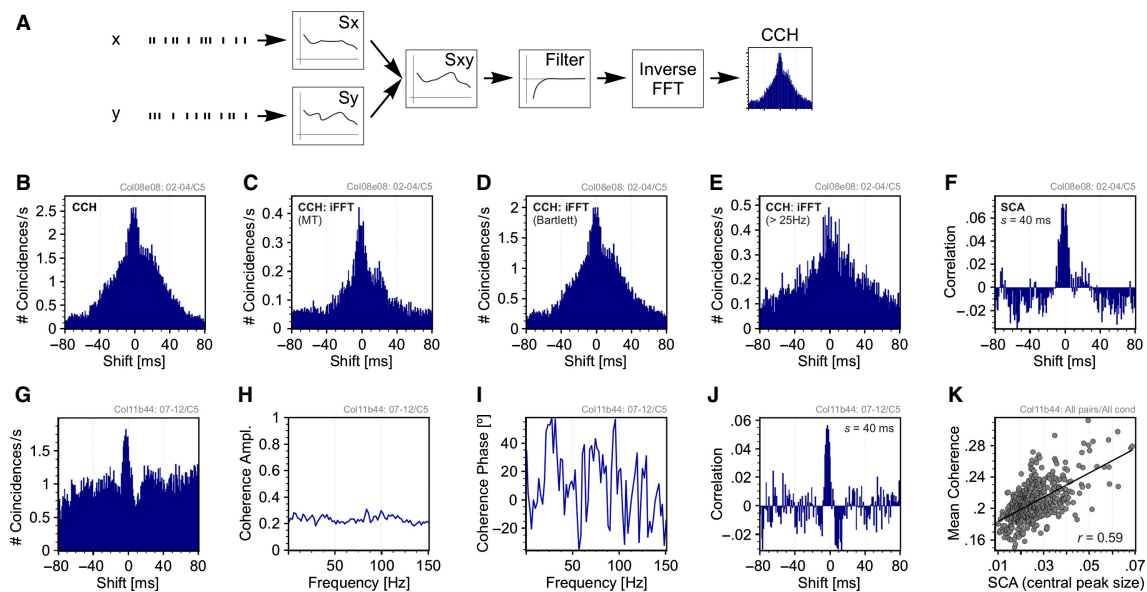 A
x
y
Sx
Sy
Sxy
Filter
Inverse
FFT
CCH
B
Col08e08: 02-04/C5
CCH
# Coincidences/s
2.5
2
1.5
1
0.5
0
−80 −40 0 40 80
Shift [ms]
C
Col08e08: 02-04/C5
CCH: iFFT
(MT)
# Coincidences/s
0.4
0.3
0.2
0.1
0
−80 −40 0 40 80
Shift [ms]
D
Col08e08: 02-04/C5
CCH: iFFT
(Bartlett)
# Coincidences/s
2
1.5
1
0.5
0
−80 −40 0 40 80
Shift [ms]
E
Col08e08: 02-04/C5
CCH: iFFT
(> 25Hz)
# Coincidences/s
0.5
0.4
0.3
0.2
0.1
0
−80 −40 0 40 80
Shift [ms]
F
Col08e08: 02-04/C5
SCA
s = 40 ms
Correlation
0.06
.04
.02
0
−.02
−80 −40 0 40 80
Shift [ms]
G
Col11b44: 07-12/C5
# Coincidences/s
1.5
1
0.5
0
−80 −40 0 40 80
Shift [ms]
H
Col11b44: 07-12/C5
Coherence Ampl.
1
0.8
0.6
0.4
0.2
0
0 50 100 150
Frequency [Hz]
I
Col11b44: 07-12/C5
Coherence Phase [°]
40
20
0
−20
0 50 100 150
Frequency [Hz]
J
Col11b44: 07-12/C5
s = 40 ms
Correlation
0.06
.04
.02
0
−.02
−80 −40 0 40 80
Shift [ms]
K
Col11b44: All pairs/All cond
Mean Coherence
.28
.24
.2
.16
r = 0.59
.01 .03 .05 .07
SCA (central peak size)